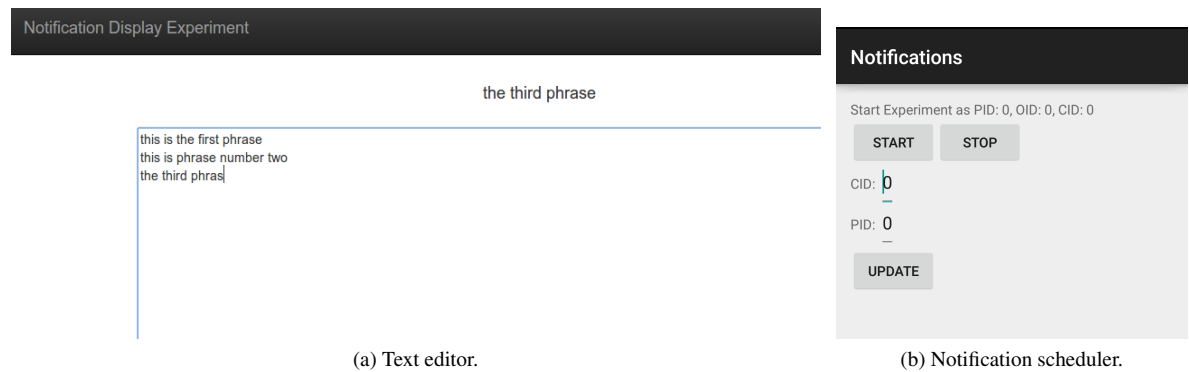 Notification Display Experiment
the third phrase
this is the first phrase
this is phrase number two
the third phras
(a) Text editor.
Notifications
Start Experiment as PID: 0, OID: 0, CID: 0
START STOP
CID: 0
PID: 0
UPDATE
(b) Notification scheduler.